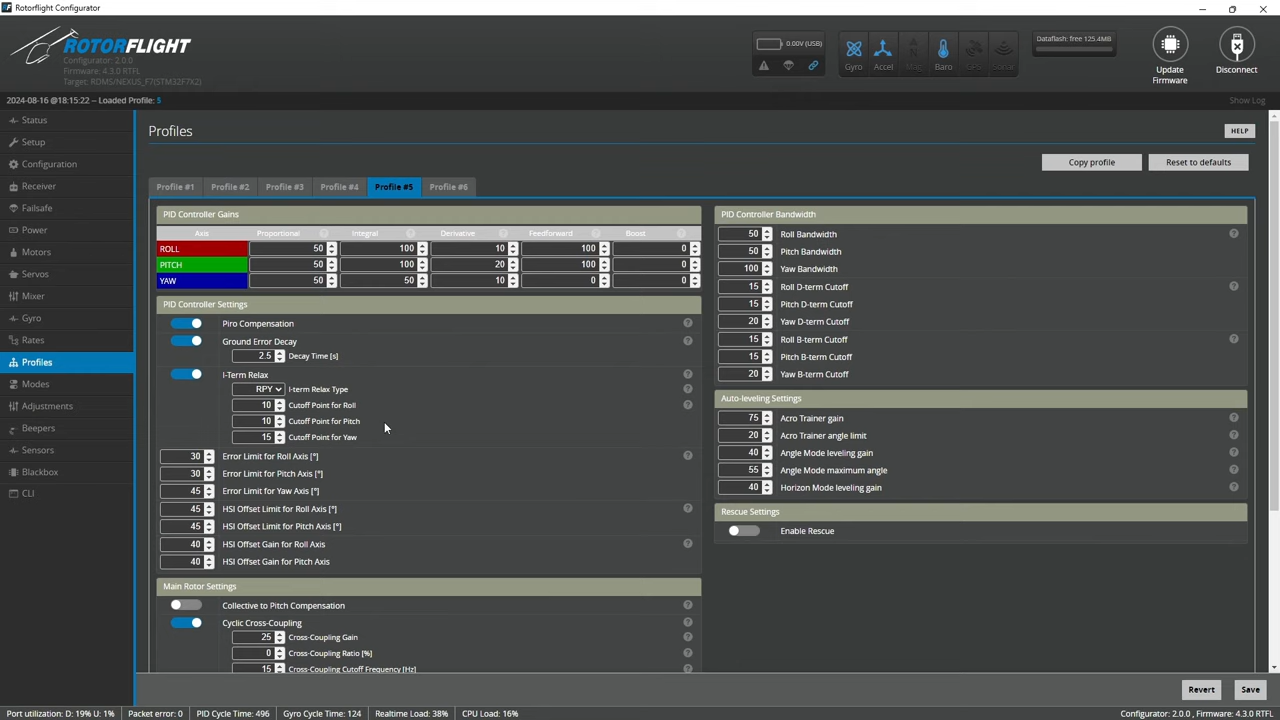 Rotorflight Configurator
ROTORFLIGHT
Configurator: 2.0.0
Firmware: 4.3.0 RTFL
Target: RDMS/NEXUS_F7(STM32F7X2)
0.00V (USB)
Gyro Accel Mag Baro GPS Sonar
Dataflash: free 125.4MB
Update Firmware
Disconnect
2024-08-16 @18:15:22 -- Loaded Profile: 5
Show Log
Status
Setup
Configuration
Receiver
Failsafe
Power
Motors
Servos
Mixer
Gyro
Rates
Profiles
Modes
Adjustments
Beepers
Sensors
Blackbox
CLI
Profiles
HELP
Copy profile
Reset to defaults
Profile #1 Profile #2 Profile #3 Profile #4 Profile #5 Profile #6
PID Controller Gains
Axis Proportional ? Integral ? Derivative ? Feedforward ? Boost ?
ROLL 50 100 10 100 0
PITCH 50 100 20 100 0
YAW 50 50 10 0 0
PID Controller Settings
Piro Compensation ?
Ground Error Decay ?
2.5 Decay Time [s]
I-Term Relax ?
RPY I-term Relax Type ?
10 Cutoff Point for Roll ?
10 Cutoff Point for Pitch
15 Cutoff Point for Yaw
30 Error Limit for Roll Axis [°] ?
30 Error Limit for Pitch Axis [°]
45 Error Limit for Yaw Axis [°]
45 HSI Offset Limit for Roll Axis [°] ?
45 HSI Offset Limit for Pitch Axis [°]
40 HSI Offset Gain for Roll Axis ?
40 HSI Offset Gain for Pitch Axis
Main Rotor Settings
Collective to Pitch Compensation ?
Cyclic Cross-Coupling ?
25 Cross-Coupling Gain ?
0 Cross-Coupling Ratio [%] ?
15 Cross-Coupling Cutoff Frequency [Hz] ?
PID Controller Bandwidth
50 Roll Bandwidth ?
50 Pitch Bandwidth
100 Yaw Bandwidth
15 Roll D-term Cutoff ?
15 Pitch D-term Cutoff
20 Yaw D-term Cutoff
15 Roll B-term Cutoff ?
15 Pitch B-term Cutoff
20 Yaw B-term Cutoff
Auto-leveling Settings
75 Acro Trainer gain ?
20 Acro Trainer angle limit ?
40 Angle Mode leveling gain ?
55 Angle Mode maximum angle ?
40 Horizon Mode leveling gain ?
Rescue Settings
Enable Rescue ?
Revert
Save
Port utilization: D: 19% U: 1% Packet error: 0 PID Cycle Time: 496 Gyro Cycle Time: 124 Realtime Load: 38% CPU Load: 16% Configurator: 2.0.0 , Firmware: 4.3.0 RTFL